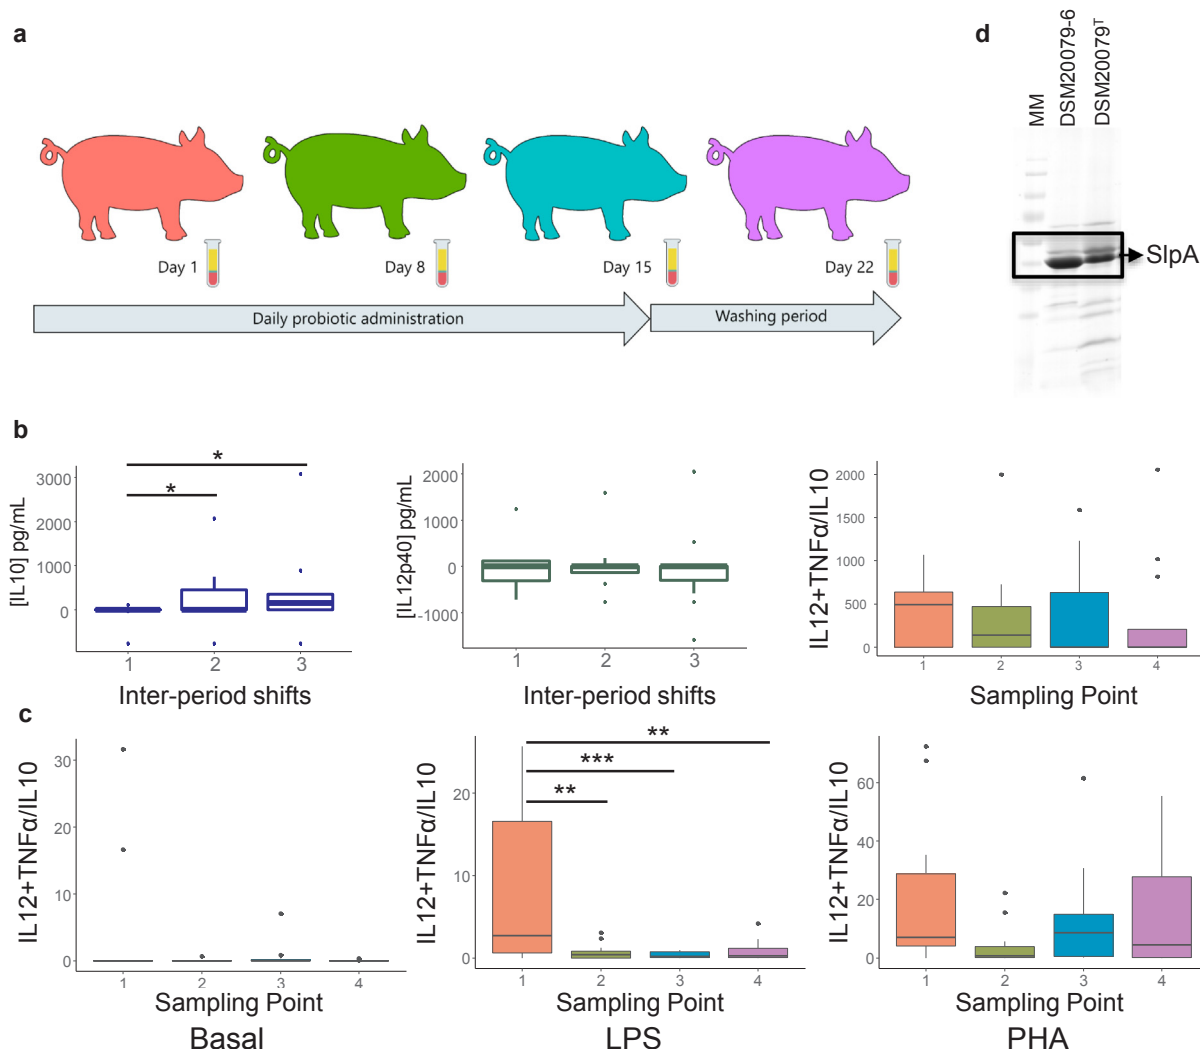 a
Day 1
Day 8
Day 15
Day 22
Daily probiotic administration
Washing period
d
MM
DSM20079-6
DSM20079ᵀ
SlpA
b
[IL10] pg/mL
3000
2000
1000
0
*
*
1 2 3
Inter-period shifts
[IL12p40] pg/mL
2000
1000
0
-1000
1 2 3
Inter-period shifts
IL12+TNFα/IL10
2000
1500
1000
500
0
1 2 3 4
Sampling Point
c
IL12+TNFα/IL10
30
20
10
0
1 2 3 4
Sampling Point
Basal
IL12+TNFα/IL10
20
10
0
**
***
**
1 2 3 4
Sampling Point
LPS
IL12+TNFα/IL10
60
40
20
0
1 2 3 4
Sampling Point
PHA